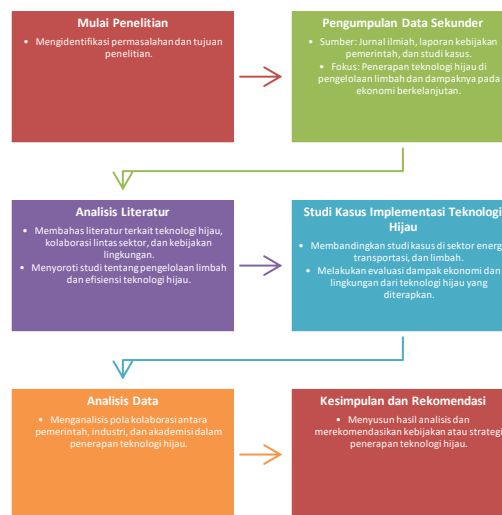 Mulai Penelitian
• Mengidentifikasi permasalahan dan tujuan
penelitian.
Pengumpulan Data Sekunder
• Sumber: Jurnal ilmiah, laporan kebijakan
pemerintah, dan studi kasus.
• Fokus: Penerapan teknologi hijau di
pengelolaan limbah dan dampaknya pada
ekonomi berkelanjutan.
Analisis Literatur
• Membahas literatur terkait teknologi hijau,
kolaborasi lintas sektor, dan kebijakan
lingkungan.
• Menyoroti studi tentang pengelolaan limbah
dan efisiensi teknologi hijau.
Studi Kasus Implementasi Teknologi
Hijau
• Membandingkan studi kasus di sektor energi,
transportasi, dan limbah.
• Melakukan evaluasi dampak ekonomi dan
lingkungan dari teknologi hijau yang
diterapkan.
Analisis Data
• Menganalisis pola kolaborasi antara
pemerintah, industri, dan akademisi dalam
penerapan teknologi hijau.
Kesimpulan dan Rekomendasi
• Menyusun hasil analisis dan
merekomendasikan kebijakan atau strategi
penerapan teknologi hijau.